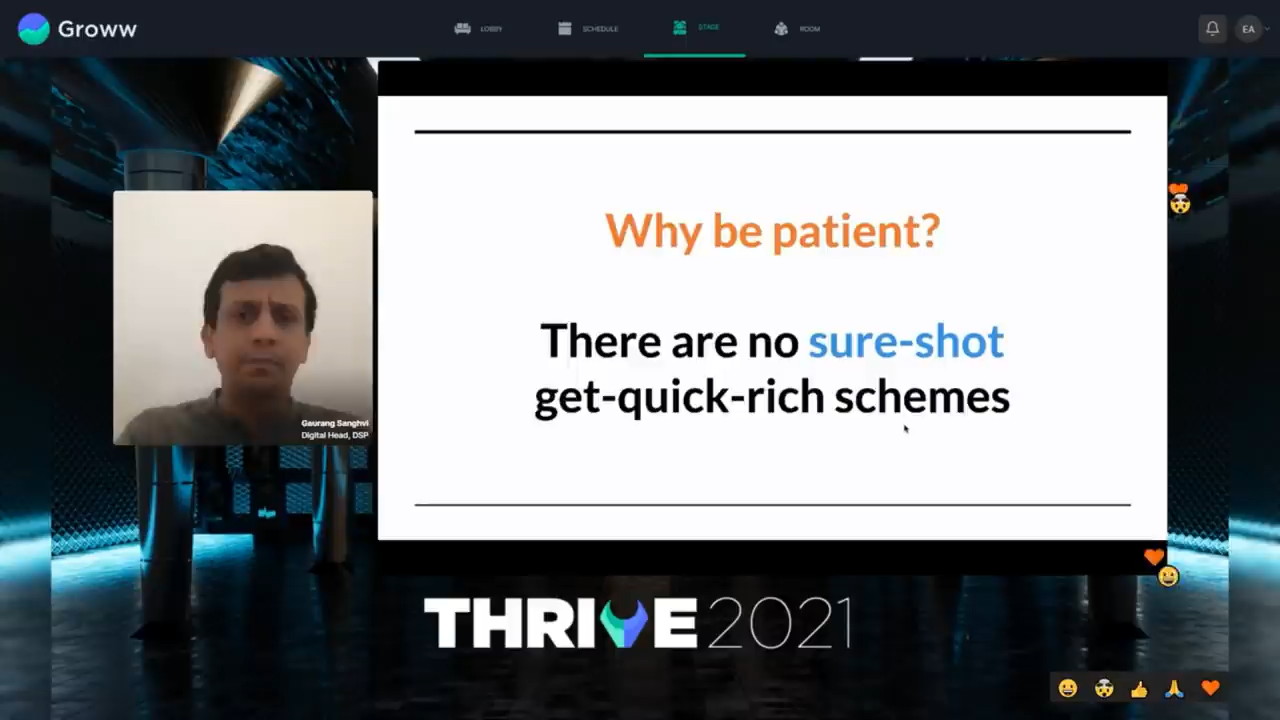 Groww
LOBBY
SCHEDULE
STAGE
ROOM
EA
Why be patient?
There are no sure-shot
get-quick-rich schemes
Gaurang Sanghvi
Digital Head, DSP
THRIVE 2021